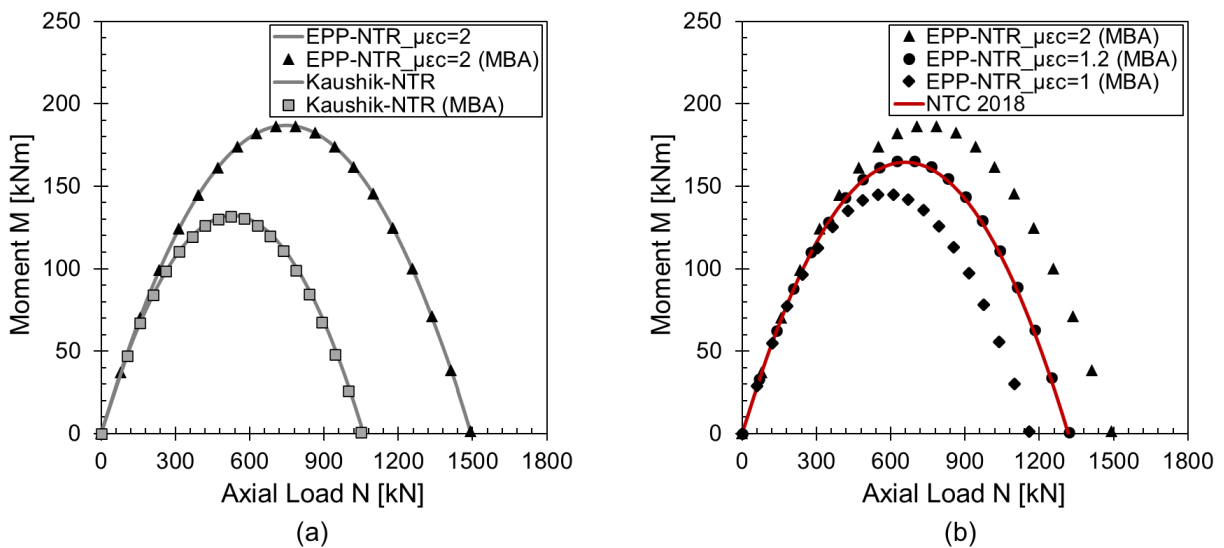 250
200
150
100
50
0
Moment M [kNm]
EPP-NTR_μεc=2
EPP-NTR_μεc=2 (MBA)
Kaushik-NTR
Kaushik-NTR (MBA)
0 300 600 900 1200 1500 1800
Axial Load N [kN]
(a)
250
200
150
100
50
0
Moment M [kNm]
EPP-NTR_μεc=2 (MBA)
EPP-NTR_μεc=1.2 (MBA)
EPP-NTR_μεc=1 (MBA)
NTC 2018
0 300 600 900 1200 1500 1800
Axial Load N [kN]
(b)